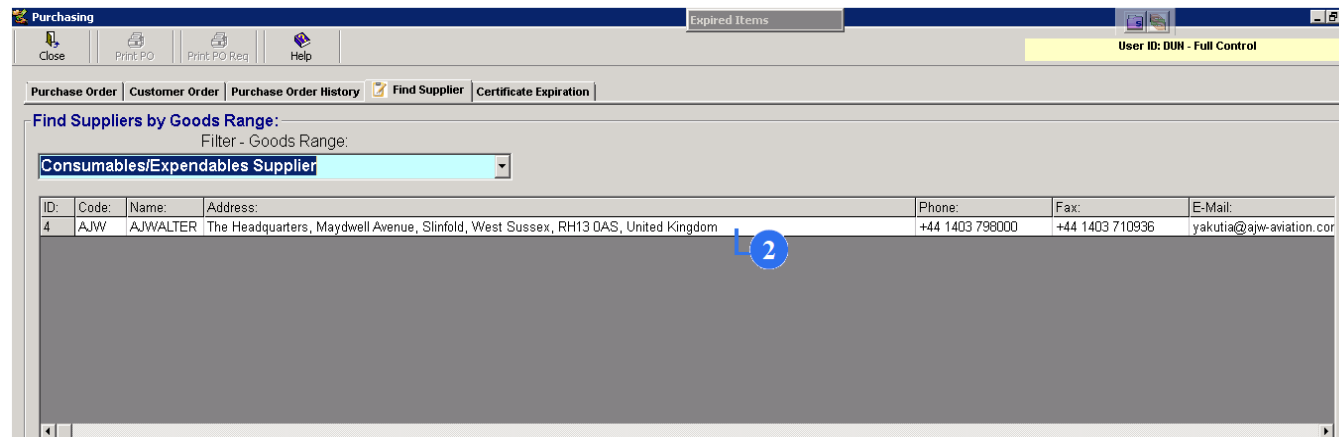 Purchasing
Expired Items
Close
Print PO
Print PO Req
Help
User ID: DUN - Full Control
Purchase Order
Customer Order
Purchase Order History
Find Supplier
Certificate Expiration
Find Suppliers by Goods Range:
Filter - Goods Range:
Consumables/Expendables Supplier
ID: Code: Name: Address: Phone: Fax: E-Mail:
4 AJW AJWALTER The Headquarters, Maydwell Avenue, Slinfold, West Sussex, RH13 0AS, United Kingdom +44 1403 798000 +44 1403 710936 yakutia@ajw-aviation.cor
2